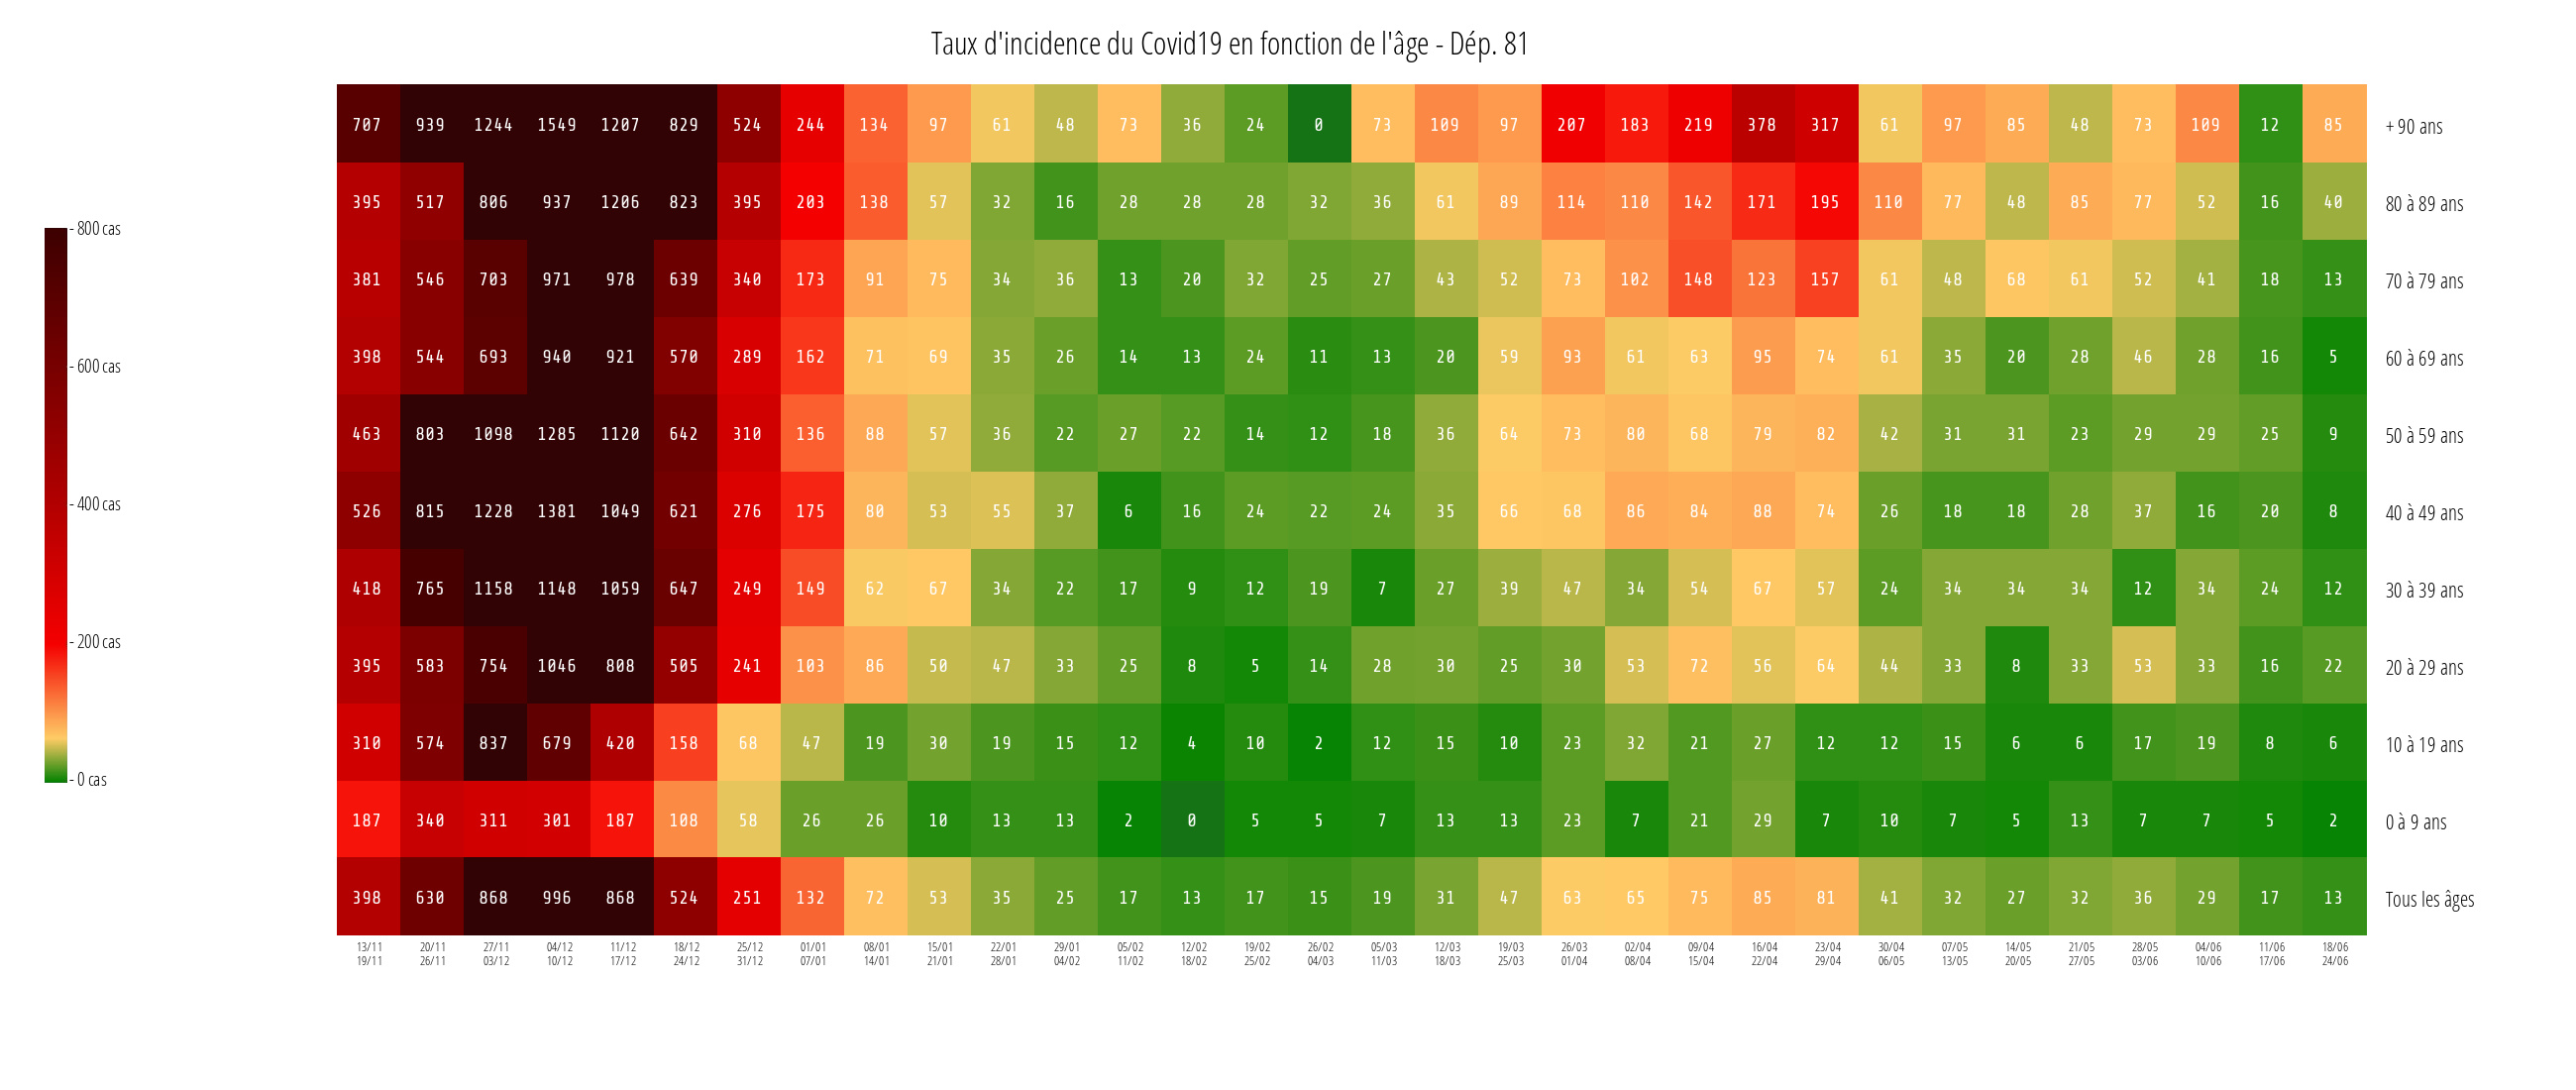 Taux d'incidence du Covid19 en fonction de l'âge - Dép. 81
- 800 cas
- 600 cas
- 400 cas
- 200 cas
- 0 cas
707 939 1244 1549 1207 829 524 244 134 97 61 48 73 36 24 0 73 109 97 207 183 219 378 317 61 97 85 48 73 109 12 85 + 90 ans
395 517 806 937 1206 823 395 203 138 57 32 16 28 28 28 32 36 61 89 114 110 142 171 195 110 77 48 85 77 52 16 40 80 à 89 ans
381 546 703 971 978 639 340 173 91 75 34 36 13 20 32 25 27 43 52 73 102 148 123 157 61 48 68 61 52 41 18 13 70 à 79 ans
398 544 693 940 921 570 289 162 71 69 35 26 14 13 24 11 13 20 59 93 61 63 95 74 61 35 20 28 46 28 16 5 60 à 69 ans
463 803 1098 1285 1120 642 310 136 88 57 36 22 27 22 14 12 18 36 64 73 80 68 79 82 42 31 31 23 29 29 25 9 50 à 59 ans
526 815 1228 1381 1049 621 276 175 80 53 55 37 6 16 24 22 24 35 66 68 86 84 88 74 26 18 18 28 37 16 20 8 40 à 49 ans
418 765 1158 1148 1059 647 249 149 62 67 34 22 17 9 12 19 7 27 39 47 34 54 67 57 24 34 34 34 12 34 24 12 30 à 39 ans
395 583 754 1046 808 505 241 103 86 50 47 33 25 8 5 14 28 30 25 30 53 72 56 64 44 33 8 33 53 33 16 22 20 à 29 ans
310 574 837 679 420 158 68 47 19 30 19 15 12 4 10 2 12 15 10 23 32 21 27 12 12 15 6 6 17 19 8 6 10 à 19 ans
187 340 311 301 187 108 58 26 26 10 13 13 2 0 5 5 7 13 13 23 7 21 29 7 10 7 5 13 7 7 5 2 0 à 9 ans
398 630 868 996 868 524 251 132 72 53 35 25 17 13 17 15 19 31 47 63 65 75 85 81 41 32 27 32 36 29 17 13 Tous les âges
13/11 20/11 27/11 04/12 11/12 18/12 25/12 01/01 08/01 15/01 22/01 29/01 05/02 12/02 19/02 26/02 05/03 12/03 19/03 26/03 02/04 09/04 16/04 23/04 30/04 07/05 14/05 21/05 28/05 04/06 11/06 18/06
19/11 26/11 03/12 10/12 17/12 24/12 31/12 07/01 14/01 21/01 28/01 04/02 11/02 18/02 25/02 04/03 11/03 18/03 25/03 01/04 08/04 15/04 22/04 29/04 06/05 13/05 20/05 27/05 03/06 10/06 17/06 24/06